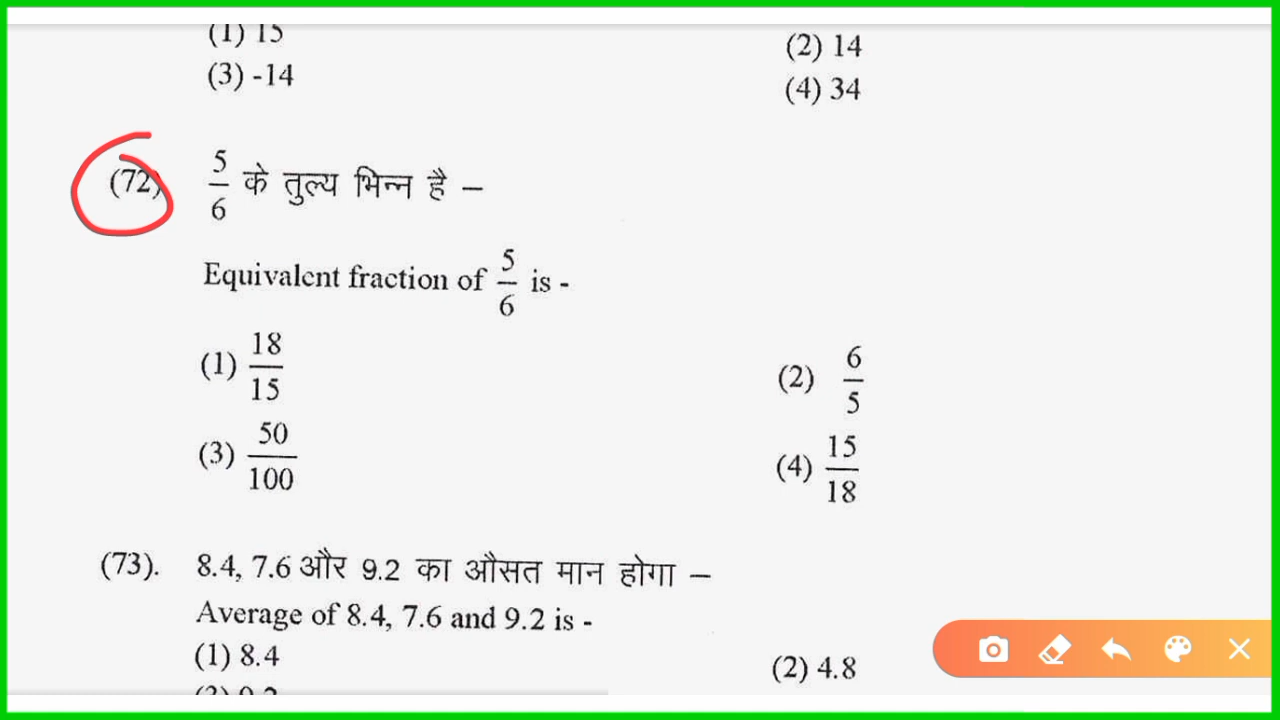 (1) 15
(2) 14
(3) -14
(4) 34
(72) 5/6 के तुल्य भिन्न है –
Equivalent fraction of 5/6 is -
(1) 18/15
(2) 6/5
(3) 50/100
(4) 15/18
(73). 8.4, 7.6 और 9.2 का औसत मान होगा –
Average of 8.4, 7.6 and 9.2 is -
(1) 8.4
(2) 4.8